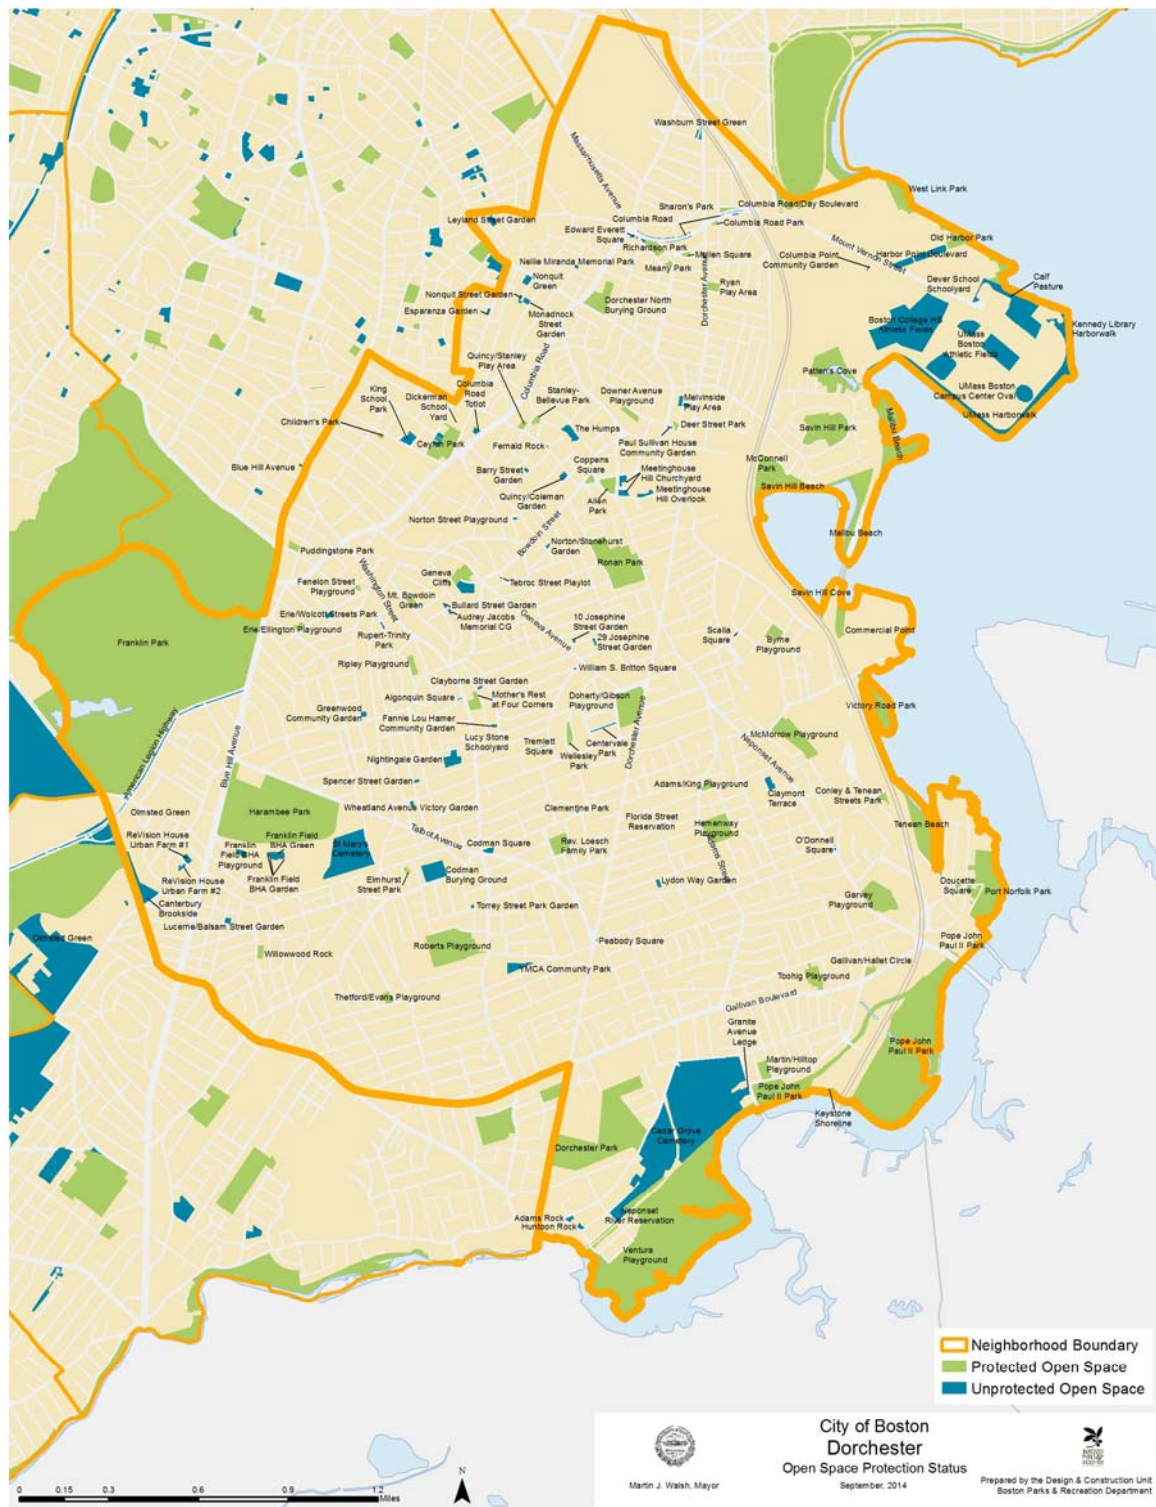 Washburn Street Green
Massachusetts Avenue
West Link Park
Sharon's Park
Columbia Road/Day Boulevard
Leyland Street Garden
Columbia Road
Columbia Road Park
Edward Everett
Square
Richardson Park
Mullen Square
Mount Vernon Street
Old Harbor Park
Harbor Point Boulevard
Columbia Point
Community Garden
Nellie Miranda Memorial Park
Meany Park
Dorchester Avenue
Dever School
Schoolyard
Calf
Pasture
Nonquit
Green
Ryan
Play Area
Nonquit Street Garden
Esperanza Garden
Monadnock
Street
Garden
Dorchester North
Burying Ground
Boston College HS
Athletic Fields
UMass
Boston
Athletic Fields
Kennedy Library
Harborwalk
Columbia Road
Quincy/Stanley
Play Area
Patten's Cove
King
School
Park
Dickerman
School
Yard
Columbia
Road
Totlot
Stanley-
Bellevue Park
Downer Avenue
Playground
Melvinside
Play Area
UMass Boston
Campus Center Oval
UMass Harborwalk
Children's Park
Ceylon Park
The Humps
Deer Street Park
Savin Hill Park
Malibu Beach
Fernald Rock
Paul Sullivan House
Community Garden
Blue Hill Avenue
Barry Street
Garden
Coppens
Square
Meetinghouse
Hill Churchyard
McConnell
Park
Quincy/Coleman
Garden
Allen
Park
Meetinghouse
Hill Overlook
Savin Hill Beach
Norton Street Playground
Bowdoin Street
Malibu Beach
Puddingstone Park
Norton/Stonehurst
Garden
Ronan Park
Washington Street
Fenelon Street
Playground
Geneva
Cliffs
Tebroc Street Playlot
Mt. Bowdoin
Green
Savin Hill Cove
Erie/Wolcott Streets Park
Bullard Street Garden
Audrey Jacobs
Memorial CG
Geneva Avenue
10 Josephine
Street Garden
29 Josephine
Street Garden
Erie/Ellington Playground
Rupert-Trinity
Park
Scalia
Square
Byrne
Playground
Commercial Point
Franklin Park
Ripley Playground
William S. Britton Square
Clayborne Street Garden
Algonquin Square
Mother's Rest
at Four Corners
Doherty/Gibson
Playground
Greenwood
Community Garden
Fannie Lou Hamer
Community Garden
Victory Road Park
American Legion Highway
Blue Hill Avenue
Lucy Stone
Schoolyard
Tremlett
Square
Wellesley
Park
Centervale
Park
Dorchester Avenue
Neponset Avenue
McMorrow Playground
Nightingale Garden
Spencer Street Garden
Adams/King Playground
Claymont
Terrace
Conley & Tenean
Streets Park
Olmsted Green
Harambee Park
Wheatland Avenue Victory Garden
Clementine Park
Florida Street
Reservation
Hemenway
Playground
Tenean Beach
ReVision House
Urban Farm #1
Franklin
Field BHA
Playground
Franklin Field
BHA Green
St Mary's
Cemetery
Talbot Avenue
Codman Square
Rev. Loesch
Family Park
Adams Street
O'Donnell
Square
ReVision House
Urban Farm #2
Franklin Field
BHA Garden
Elmhurst
Street Park
Codman
Burying Ground
Lydon Way Garden
Doucette
Square
Port Norfolk Park
Canterbury
Brookside
Garvey
Playground
Torrey Street Park Garden
Lucerne/Balsam Street Garden
Olmsted Green
Willowwood Rock
Roberts Playground
Peabody Square
Pope John
Paul II Park
YMCA Community Park
Gallivan/Hallet Circle
Toohig Playground
Thetford/Evans Playground
Gallivan Boulevard
Granite
Avenue
Ledge
Pope John
Paul II Park
Martin/Hilltop
Playground
Pope John
Paul II Park
Keystone
Shoreline
Cedar Grove
Cemetery
Dorchester Park
Adams Rock
Huntoon Rock
Neponset
River Reservation
Ventura
Playground
Neighborhood Boundary
Protected Open Space
Unprotected Open Space
City of Boston
Dorchester
Open Space Protection Status
September, 2014
Martin J. Walsh, Mayor
Prepared by the Design & Construction Unit
Boston Parks & Recreation Department
N
0 0.15 0.3 0.6 0.9 1.2
Miles